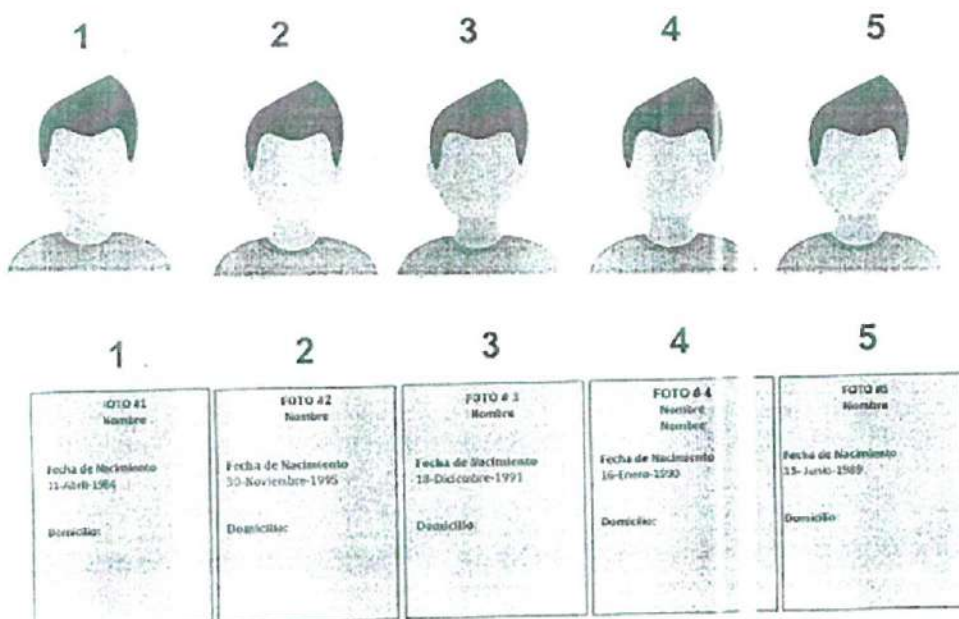 1 2 3 4 5
1 2 3 4 5
FOTO #1
Nombre
Fecha de Nacimiento
11-Abril-1984
Domicilio:
FOTO #2
Nombre
Fecha de Nacimiento
30-Noviembre-1995
Domicilio:
FOTO # 3
Nombre
Fecha de Nacimiento
18-Diciembre-1991
Domicilio:
FOTO # 4
Nombre
Nombre
Fecha de Nacimiento
16-Enero-1990
Domicilio:
FOTO #5
Nombre
Fecha de Nacimiento
13-Junio-1989
Domicilio